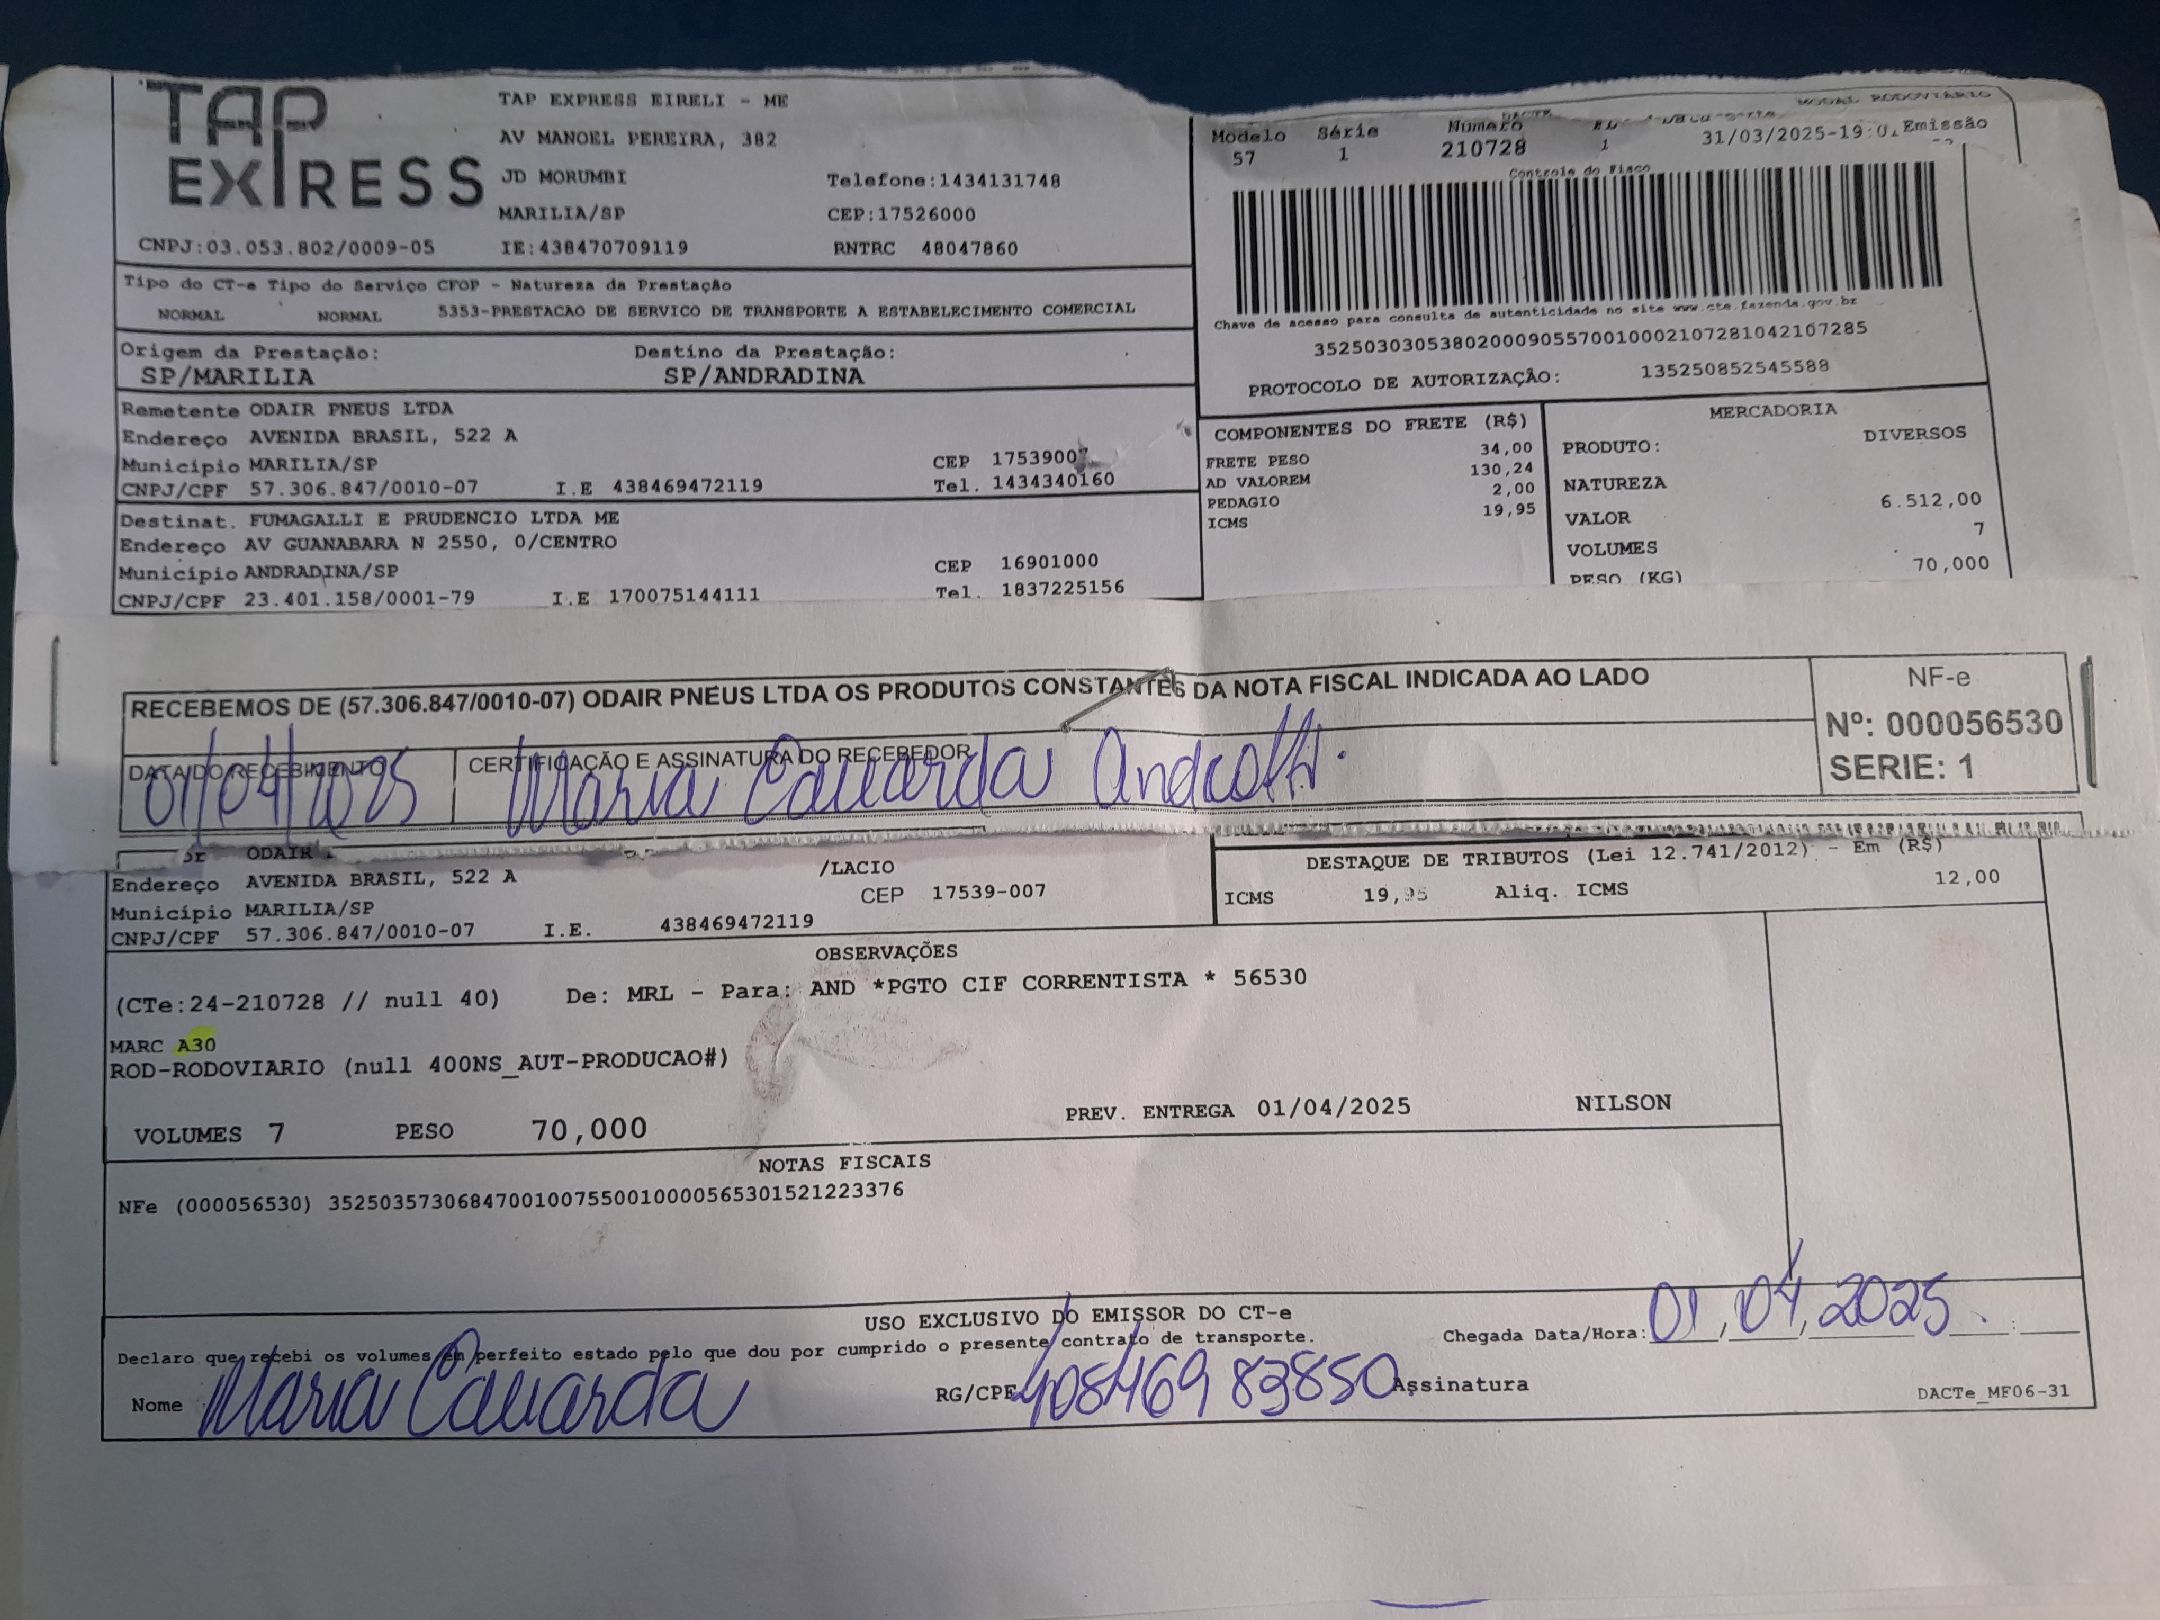 TAP EXPRESS
TAP EXPRESS EIRELI - ME
AV MANOEL PEREIRA, 382
JD MORUMBI Telefone:1434131748
MARILIA/SP CEP:17526000
CNPJ:03.053.802/0009-05 IE:438470709119 RNTRC 48047860
MODAL RODOVIARIO
Modelo Série Número Emissão
57 1 210728 1 31/03/2025-19:0
Controle do Fisco
Chave de acesso para consulta de autenticidade no site www.cte.fazenda.gov.br
35250303053802000905570010002107281042107285
PROTOCOLO DE AUTORIZAÇÃO: 135250852545588
Tipo do CT-e Tipo do Serviço CFOP - Natureza da Prestação
NORMAL NORMAL 5353-PRESTACAO DE SERVICO DE TRANSPORTE A ESTABELECIMENTO COMERCIAL
Origem da Prestação: Destino da Prestação:
SP/MARILIA SP/ANDRADINA
Remetente ODAIR PNEUS LTDA
Endereço AVENIDA BRASIL, 522 A
Município MARILIA/SP CEP 17539007
CNPJ/CPF 57.306.847/0010-07 I.E 438469472119 Tel. 1434340160
Destinat. FUMAGALLI E PRUDENCIO LTDA ME
Endereço AV GUANABARA N 2550, 0/CENTRO
Município ANDRADINA/SP CEP 16901000
CNPJ/CPF 23.401.158/0001-79 I.E 170075144111 Tel. 1837225156
COMPONENTES DO FRETE (R$)
FRETE PESO 34,00
AD VALOREM 130,24
PEDAGIO 2,00
ICMS 19,95
MERCADORIA
PRODUTO: DIVERSOS
NATUREZA
VALOR 6.512,00
VOLUMES 7
PESO (KG) 70,000
RECEBEMOS DE (57.306.847/0010-07) ODAIR PNEUS LTDA OS PRODUTOS CONSTANTES DA NOTA FISCAL INDICADA AO LADO
NF-e
Nº: 000056530
SERIE: 1
DATA DO RECEBIMENTO CERTIFICAÇÃO E ASSINATURA DO RECEBEDOR
01/04/2025 Maria Eduarda
ODAIR
/LACIO
Endereço AVENIDA BRASIL, 522 A
Município MARILIA/SP CEP 17539-007
CNPJ/CPF 57.306.847/0010-07 I.E. 438469472119
DESTAQUE DE TRIBUTOS (Lei 12.741/2012) - Em (R$)
ICMS 19,95 Aliq. ICMS 12,00
OBSERVAÇÕES
(CTe:24-210728 // null 40) De: MRL - Para: AND *PGTO CIF CORRENTISTA * 56530
MARC A30
ROD-RODOVIARIO (null 400NS_AUT-PRODUCAO#)
PREV. ENTREGA 01/04/2025 NILSON
VOLUMES 7 PESO 70,000
NOTAS FISCAIS
NFe (000056530) 35250357306847001007550010000565301521223376
USO EXCLUSIVO DO EMISSOR DO CT-e
Declaro que recebi os volumes em perfeito estado pelo que dou por cumprido o presente contrato de transporte.
Chegada Data/Hora: 01,04,2025
Nome Maria Eduarda RG/CPF 40846983850 Assinatura
DACTe_MF06-31